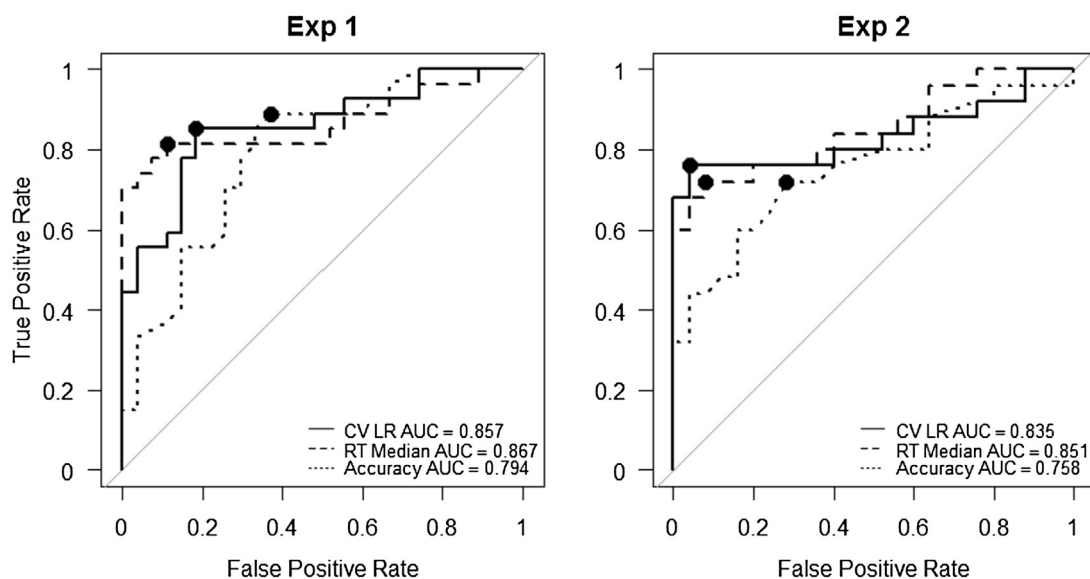 Exp 1
True Positive Rate
1
0.8
0.6
0.4
0.2
0
CV LR AUC = 0.857
RT Median AUC = 0.867
Accuracy AUC = 0.794
0 0.2 0.4 0.6 0.8 1
False Positive Rate
Exp 2
1
0.8
0.6
0.4
0.2
0
CV LR AUC = 0.835
RT Median AUC = 0.851
Accuracy AUC = 0.758
0 0.2 0.4 0.6 0.8 1
False Positive Rate